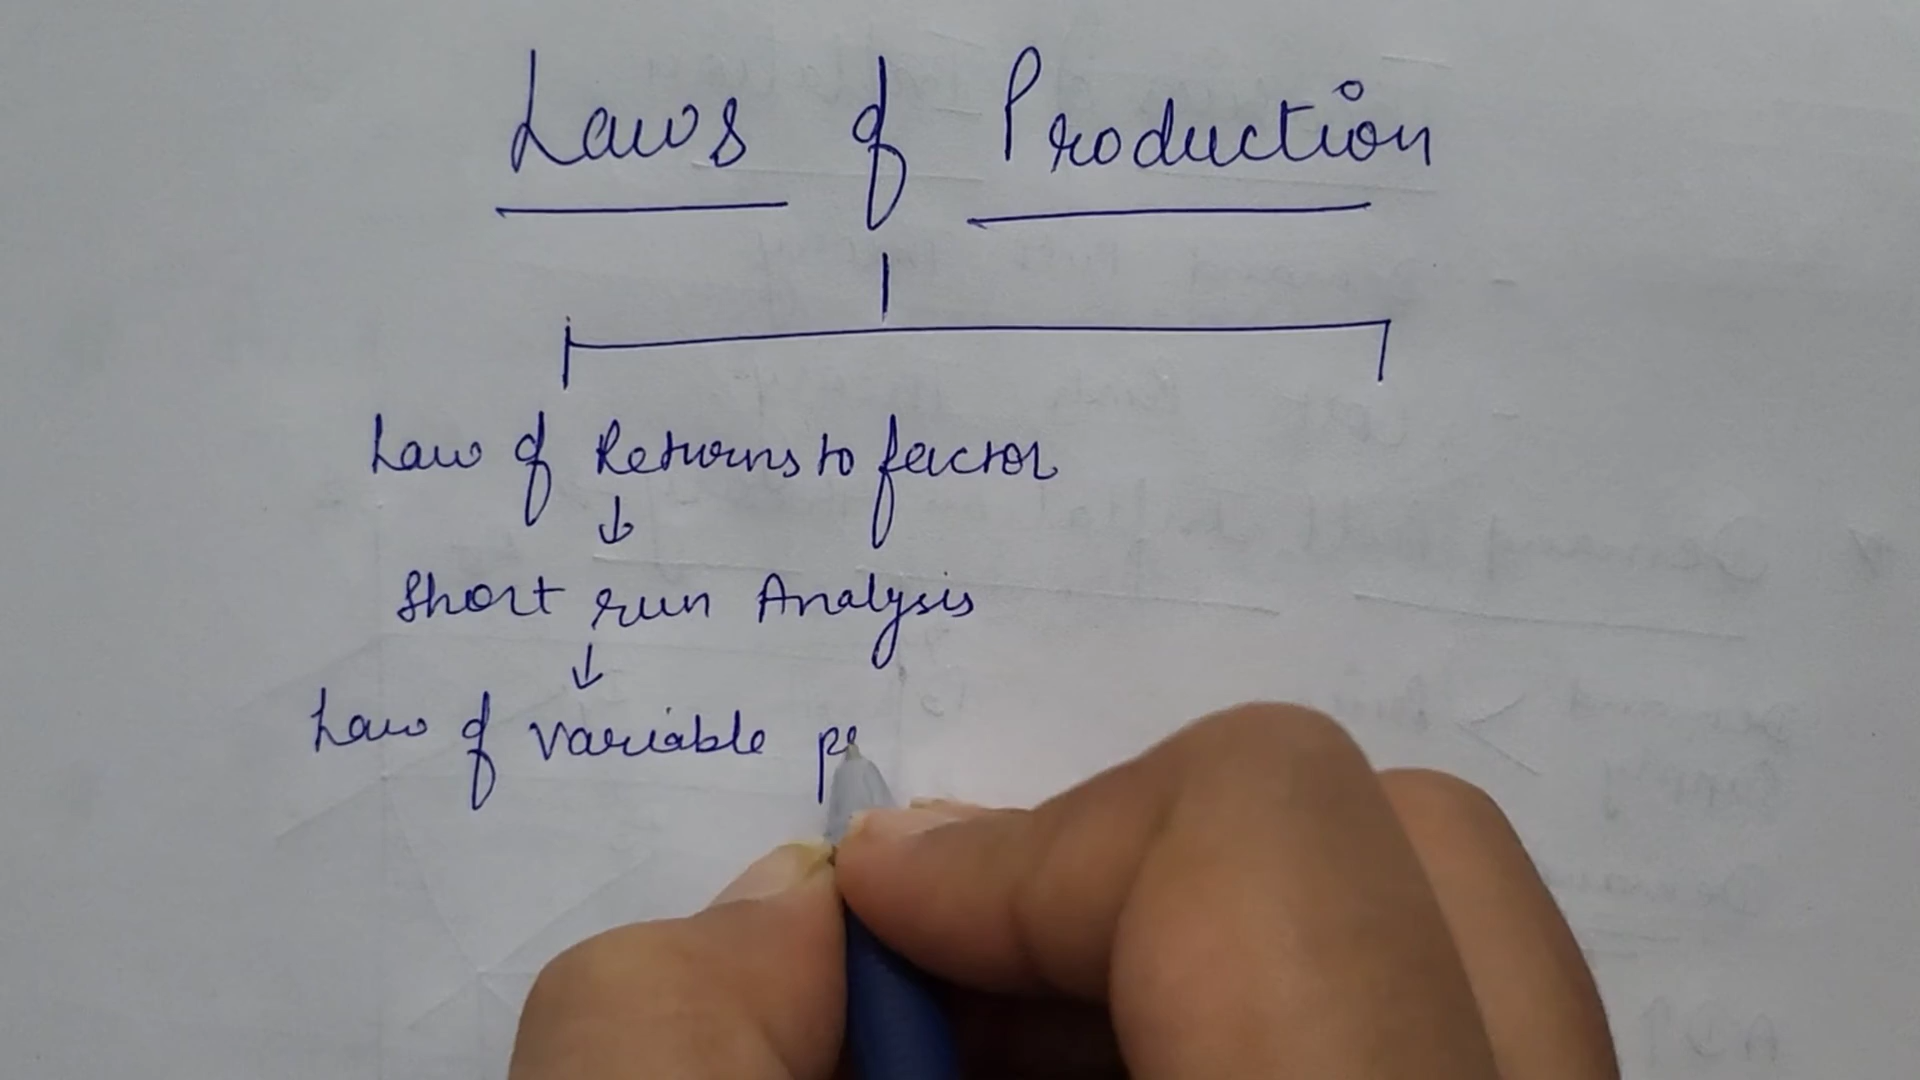 Laws of Production
Law of Returns to factor
↓
Short run Analysis
↓
Law of variable